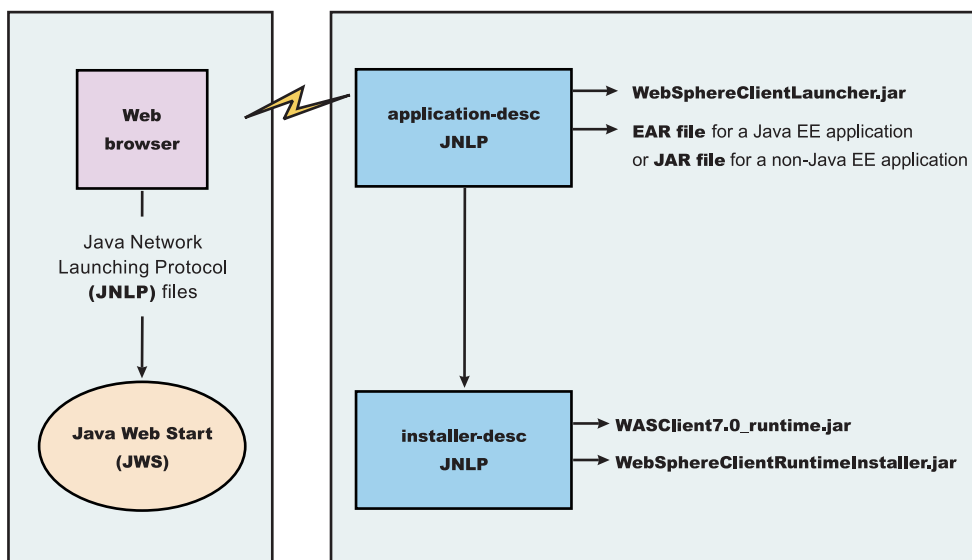 Web
browser
Java Network
Launching Protocol
(JNLP) files
Java Web Start
(JWS)
application-desc
JNLP
WebSphereClientLauncher.jar
EAR file for a Java EE application
or JAR file for a non-Java EE application
installer-desc
JNLP
WASClient7.0_runtime.jar
WebSphereClientRuntimeInstaller.jar